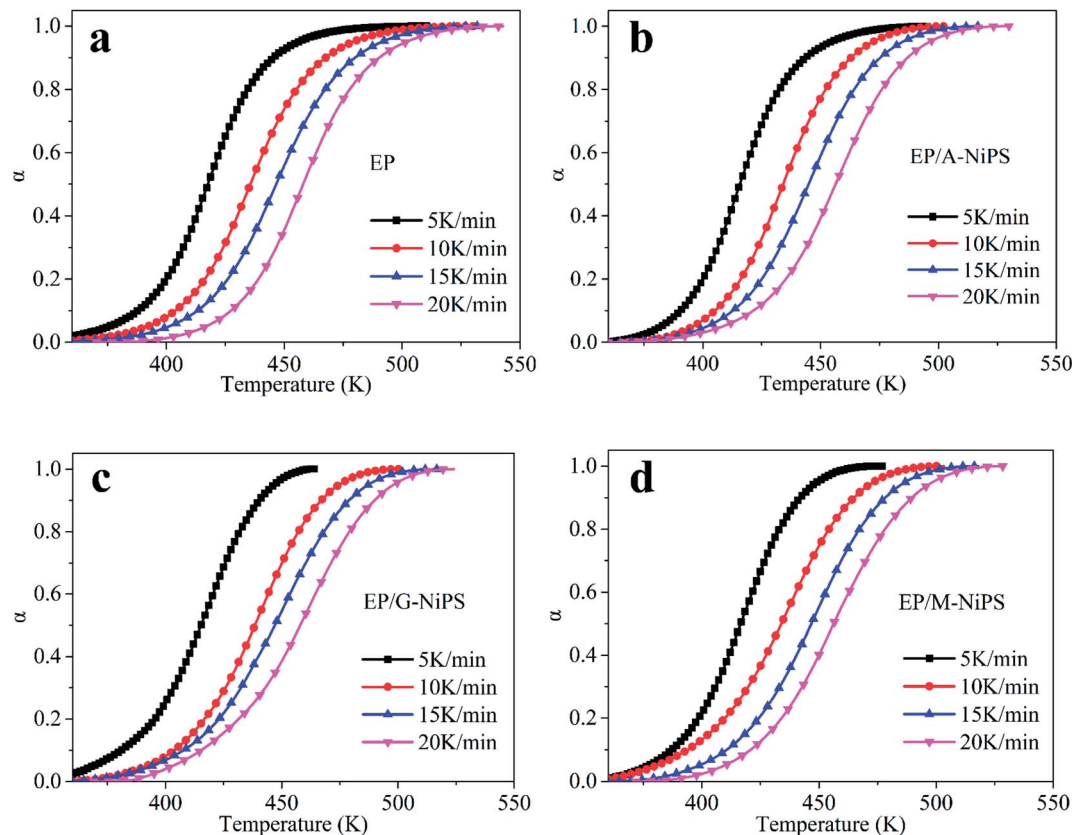 a
1.0
0.8
0.6
0.4
0.2
0.0
α
EP
5K/min
10K/min
15K/min
20K/min
400 450 500 550
Temperature (K)
b
1.0
0.8
0.6
0.4
0.2
0.0
α
EP/A-NiPS
5K/min
10K/min
15K/min
20K/min
400 450 500 550
Temperature (K)
c
1.0
0.8
0.6
0.4
0.2
0.0
α
EP/G-NiPS
5K/min
10K/min
15K/min
20K/min
400 450 500 550
Temperature (K)
d
1.0
0.8
0.6
0.4
0.2
0.0
α
EP/M-NiPS
5K/min
10K/min
15K/min
20K/min
400 450 500 550
Temperature (K)